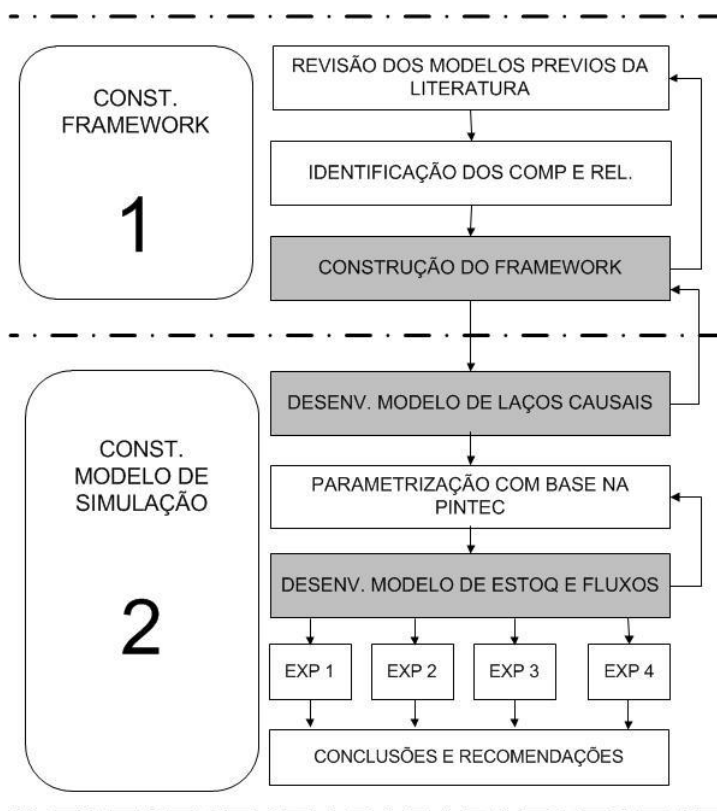 CONST.
FRAMEWORK
1
REVISÃO DOS MODELOS PREVIOS DA
LITERATURA
IDENTIFICAÇÃO DOS COMP E REL.
CONSTRUÇÃO DO FRAMEWORK
CONST.
MODELO DE
SIMULAÇÃO
2
DESENV. MODELO DE LAÇOS CAUSAIS
PARAMETRIZAÇÃO COM BASE NA
PINTEC
DESENV. MODELO DE ESTOQ E FLUXOS
EXP 1
EXP 2
EXP 3
EXP 4
CONCLUSÕES E RECOMENDAÇÕES